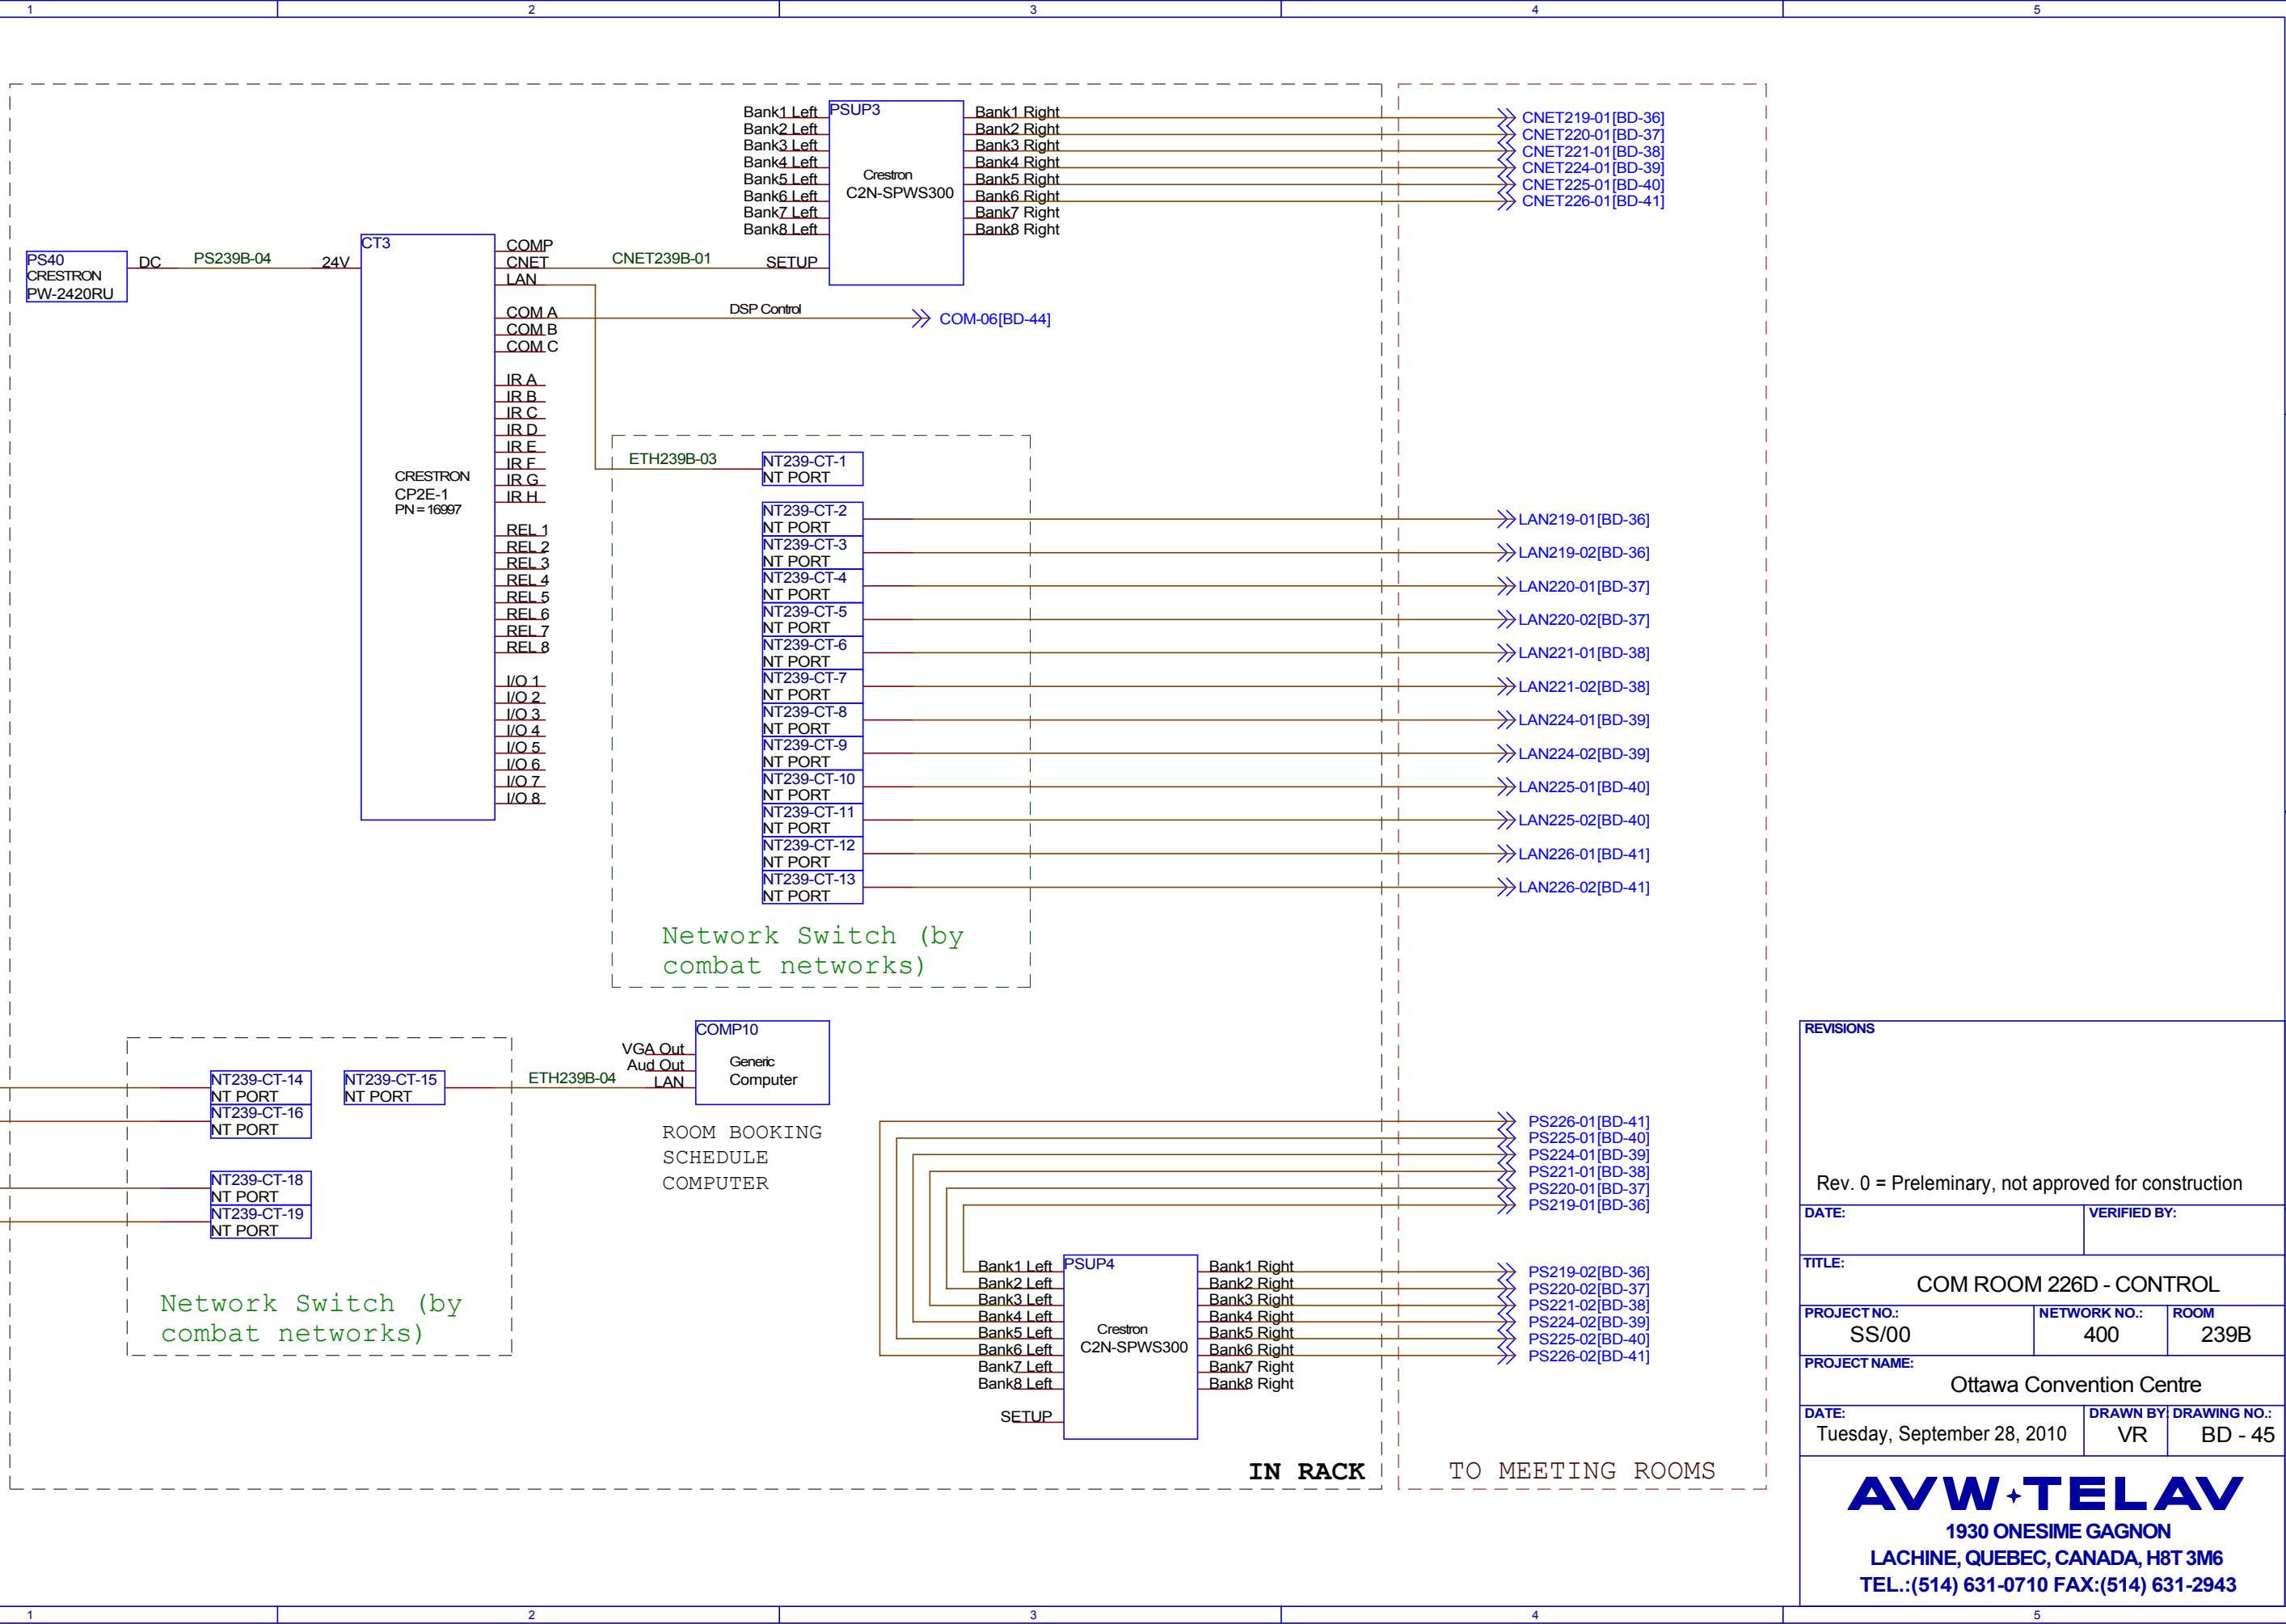 1 2 3 4 5
PSUP3
Bank1 Left
Bank2 Left
Bank3 Left
Bank4 Left
Bank5 Left
Bank6 Left
Bank7 Left
Bank8 Left
SETUP
Crestron
C2N-SPWS300
Bank1 Right
Bank2 Right
Bank3 Right
Bank4 Right
Bank5 Right
Bank6 Right
Bank7 Right
Bank8 Right
CNET219-01[BD-36]
CNET220-01[BD-37]
CNET221-01[BD-38]
CNET224-01[BD-39]
CNET225-01[BD-40]
CNET226-01[BD-41]
PS40
CRESTRON
PW-2420RU
DC
PS239B-04
24V
CT3
CRESTRON
CP2E-1
PN = 16997
COMP
CNET
LAN
COM A
COM B
COM C
IR A
IR B
IR C
IR D
IR E
IR F
IR G
IR H
REL 1
REL 2
REL 3
REL 4
REL 5
REL 6
REL 7
REL 8
I/O 1
I/O 2
I/O 3
I/O 4
I/O 5
I/O 6
I/O 7
I/O 8
CNET239B-01
DSP Control
COM-06[BD-44]
ETH239B-03
NT239-CT-1
NT PORT
NT239-CT-2
NT PORT
NT239-CT-3
NT PORT
NT239-CT-4
NT PORT
NT239-CT-5
NT PORT
NT239-CT-6
NT PORT
NT239-CT-7
NT PORT
NT239-CT-8
NT PORT
NT239-CT-9
NT PORT
NT239-CT-10
NT PORT
NT239-CT-11
NT PORT
NT239-CT-12
NT PORT
NT239-CT-13
NT PORT
LAN219-01[BD-36]
LAN219-02[BD-36]
LAN220-01[BD-37]
LAN220-02[BD-37]
LAN221-01[BD-38]
LAN221-02[BD-38]
LAN224-01[BD-39]
LAN224-02[BD-39]
LAN225-01[BD-40]
LAN225-02[BD-40]
LAN226-01[BD-41]
LAN226-02[BD-41]
Network Switch (by
combat networks)
NT239-CT-14
NT PORT
NT239-CT-16
NT PORT
NT239-CT-18
NT PORT
NT239-CT-19
NT PORT
NT239-CT-15
NT PORT
Network Switch (by
combat networks)
ETH239B-04
VGA Out
Aud Out
LAN
COMP10
Generic
Computer
ROOM BOOKING
SCHEDULE
COMPUTER
PS226-01[BD-41]
PS225-01[BD-40]
PS224-01[BD-39]
PS221-01[BD-38]
PS220-01[BD-37]
PS219-01[BD-36]
PSUP4
Bank1 Left
Bank2 Left
Bank3 Left
Bank4 Left
Bank5 Left
Bank6 Left
Bank7 Left
Bank8 Left
SETUP
Crestron
C2N-SPWS300
Bank1 Right
Bank2 Right
Bank3 Right
Bank4 Right
Bank5 Right
Bank6 Right
Bank7 Right
Bank8 Right
PS219-02[BD-36]
PS220-02[BD-37]
PS221-02[BD-38]
PS224-02[BD-39]
PS225-02[BD-40]
PS226-02[BD-41]
IN RACK
TO MEETING ROOMS
REVISIONS
Rev. 0 = Preleminary, not approved for construction
DATE: VERIFIED BY:
TITLE:
COM ROOM 226D - CONTROL
PROJECT NO.: NETWORK NO.: ROOM
SS/00 400 239B
PROJECT NAME:
Ottawa Convention Centre
DATE: DRAWN BY: DRAWING NO.:
Tuesday, September 28, 2010 VR BD - 45
AVW+TELAV
1930 ONESIME GAGNON
LACHINE, QUEBEC, CANADA, H8T 3M6
TEL.:(514) 631-0710 FAX:(514) 631-2943
1 2 3 4 5